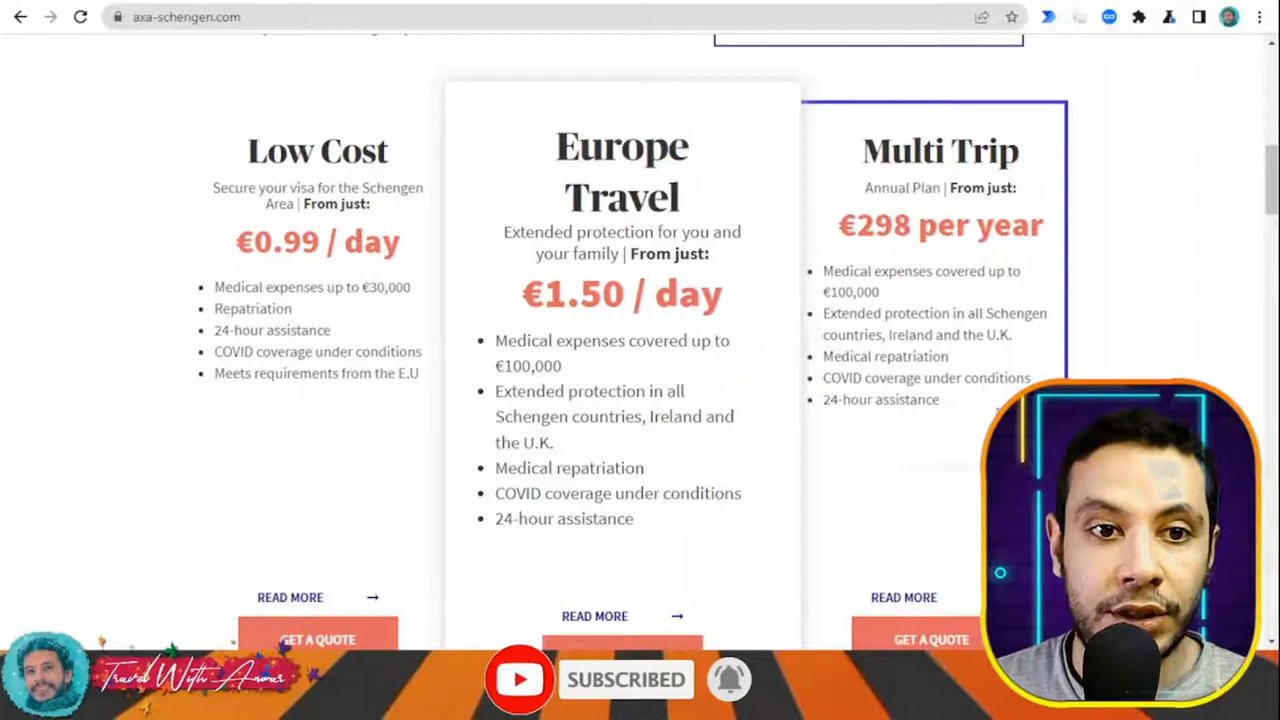 axa-schengen.com
Low Cost
Secure your visa for the Schengen
Area | From just:
€0.99 / day
• Medical expenses up to €30,000
• Repatriation
• 24-hour assistance
• COVID coverage under conditions
• Meets requirements from the E.U
READ MORE →
GET A QUOTE
Europe
Travel
Extended protection for you and
your family | From just:
€1.50 / day
• Medical expenses covered up to
€100,000
• Extended protection in all
Schengen countries, Ireland and
the U.K.
• Medical repatriation
• COVID coverage under conditions
• 24-hour assistance
READ MORE →
Multi Trip
Annual Plan | From just:
€298 per year
• Medical expenses covered up to
€100,000
• Extended protection in all Schengen
countries, Ireland and the U.K.
• Medical repatriation
• COVID coverage under conditions
• 24-hour assistance
READ MORE
GET A QUOTE
Travel With Anwar
SUBSCRIBED